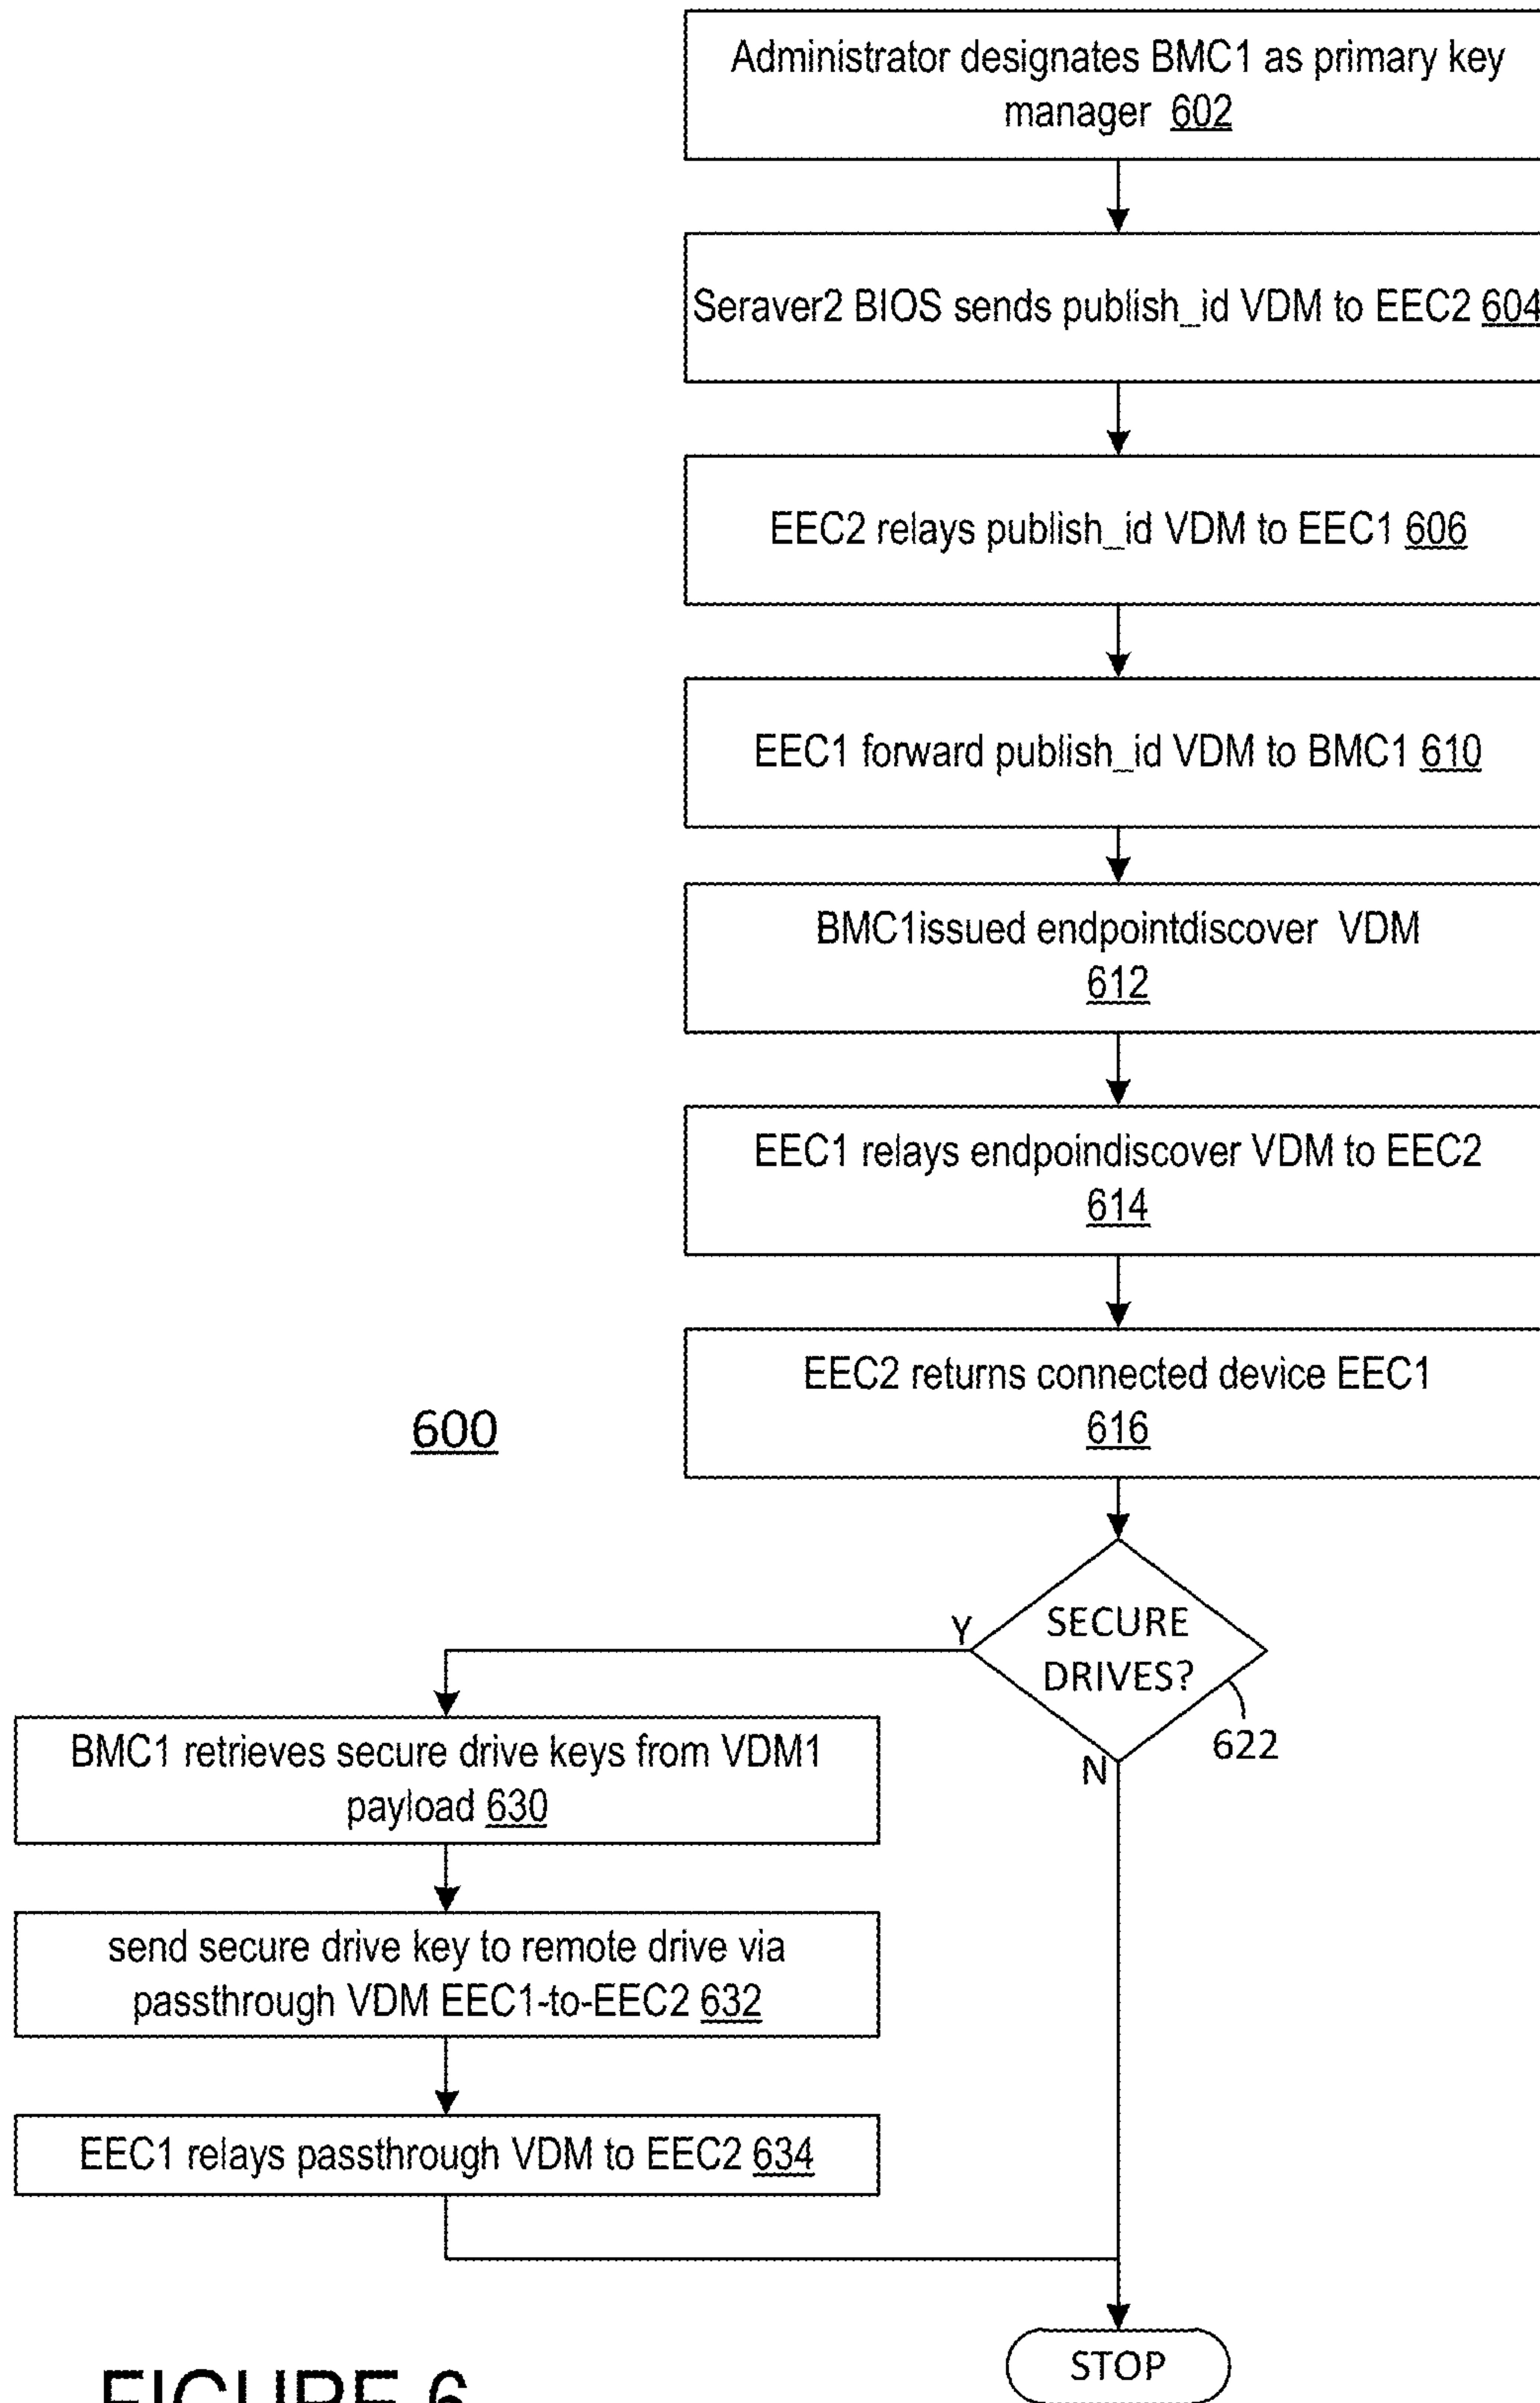 Administrator designates BMC1 as primary key
manager 602
Seraver2 BIOS sends publish_id VDM to EEC2 604
EEC2 relays publish_id VDM to EEC1 606
EEC1 forward publish_id VDM to BMC1 610
BMC1issued endpointdiscover VDM
612
EEC1 relays endpoindiscover VDM to EEC2
614
EEC2 returns connected device EEC1
616
600
SECURE
DRIVES?
Y
622
N
BMC1 retrieves secure drive keys from VDM1
payload 630
send secure drive key to remote drive via
passthrough VDM EEC1-to-EEC2 632
EEC1 relays passthrough VDM to EEC2 634
STOP
FIGURE 6